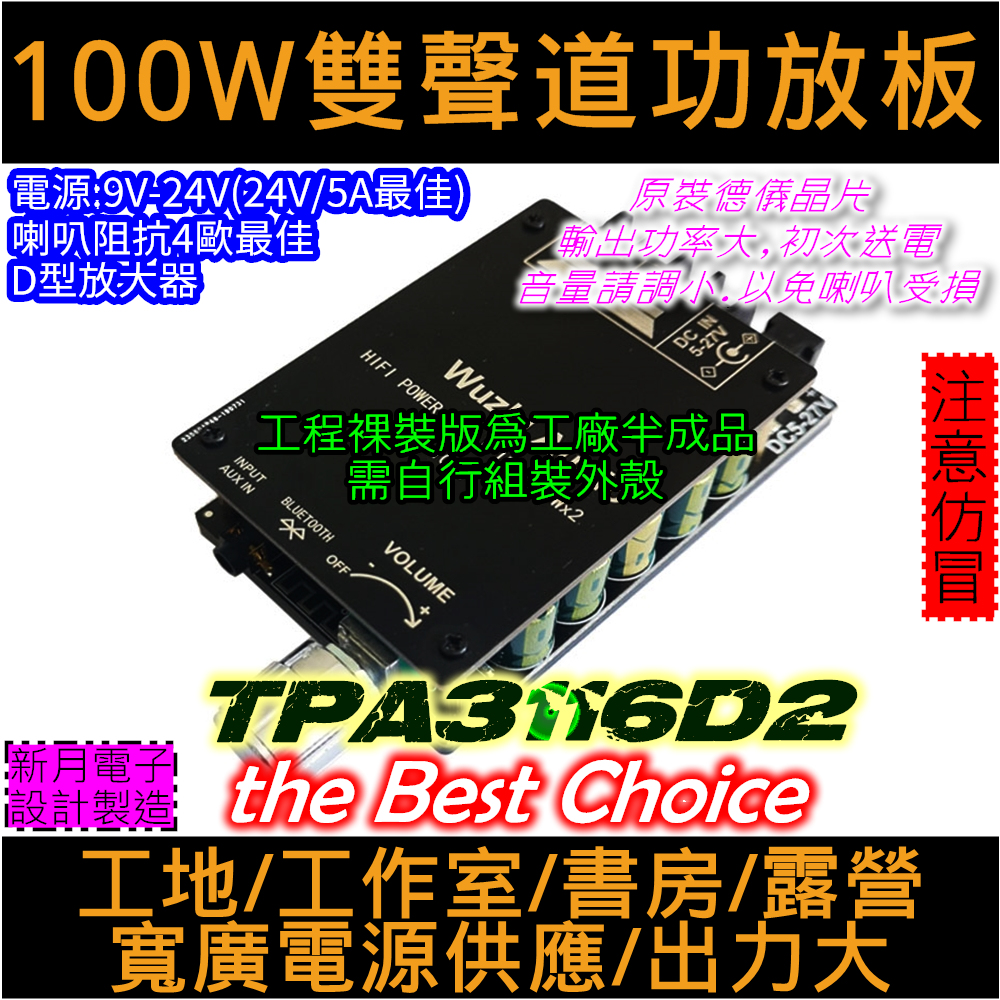 100W雙聲道功放板
電源:9V-24V(24V/5A最佳)
喇叭阻抗4歐最佳
D型放大器
原裝德儀晶片
輸出功率大,初次送電
音量請調小.以免喇叭受損
DC IN
5-27V
DC5-27V
HIFI POWER
工程裸裝版爲工廠半成品
需自行組裝外殼
INPUT
AUX IN
BLUETOOTH
OFF
-
VOLUME
+
注意仿冒
TPA3116D2
the Best Choice
新月電子
設計製造
工地/工作室/書房/露營
寬廣電源供應/出力大